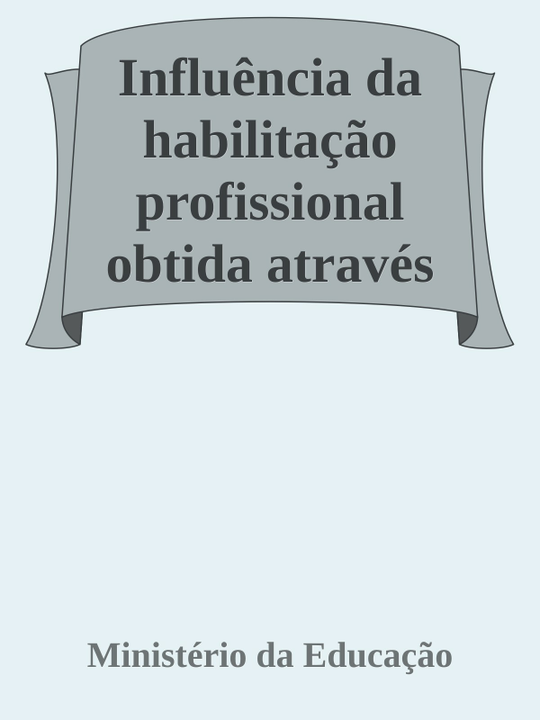 Influência da
habilitação
profissional
obtida através
Ministério da Educação